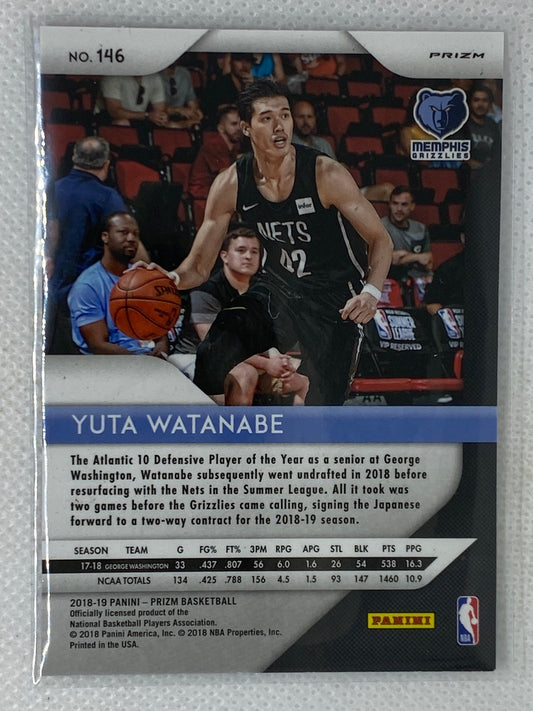 NO. 146
PRIZM
MEMPHIS
GRIZZLIES
NETS
42
SPALDING
SUMMER
LEAGUE
VIP RESERVED
YUTA WATANABE
The Atlantic 10 Defensive Player of the Year as a senior at George
Washington, Watanabe subsequently went undrafted in 2018 before
resurfacing with the Nets in the Summer League. All it took was
two games before the Grizzlies came calling, signing the Japanese
forward to a two-way contract for the 2018-19 season.
SEASON TEAM G FG% FT% 3PM RPG APG STL BLK PTS PPG
17-18 GEORGE WASHINGTON 33 .437 .807 56 6.0 1.6 26 54 538 16.3
NCAA TOTALS 134 .425 .788 156 4.5 1.5 93 147 1460 10.9
2018-19 PANINI – PRIZM BASKETBALL
Officially licensed product of the
National Basketball Players Association.
© 2018 Panini America, Inc. © 2018 NBA Properties, Inc.
Printed in the USA.
PANINI
NBA